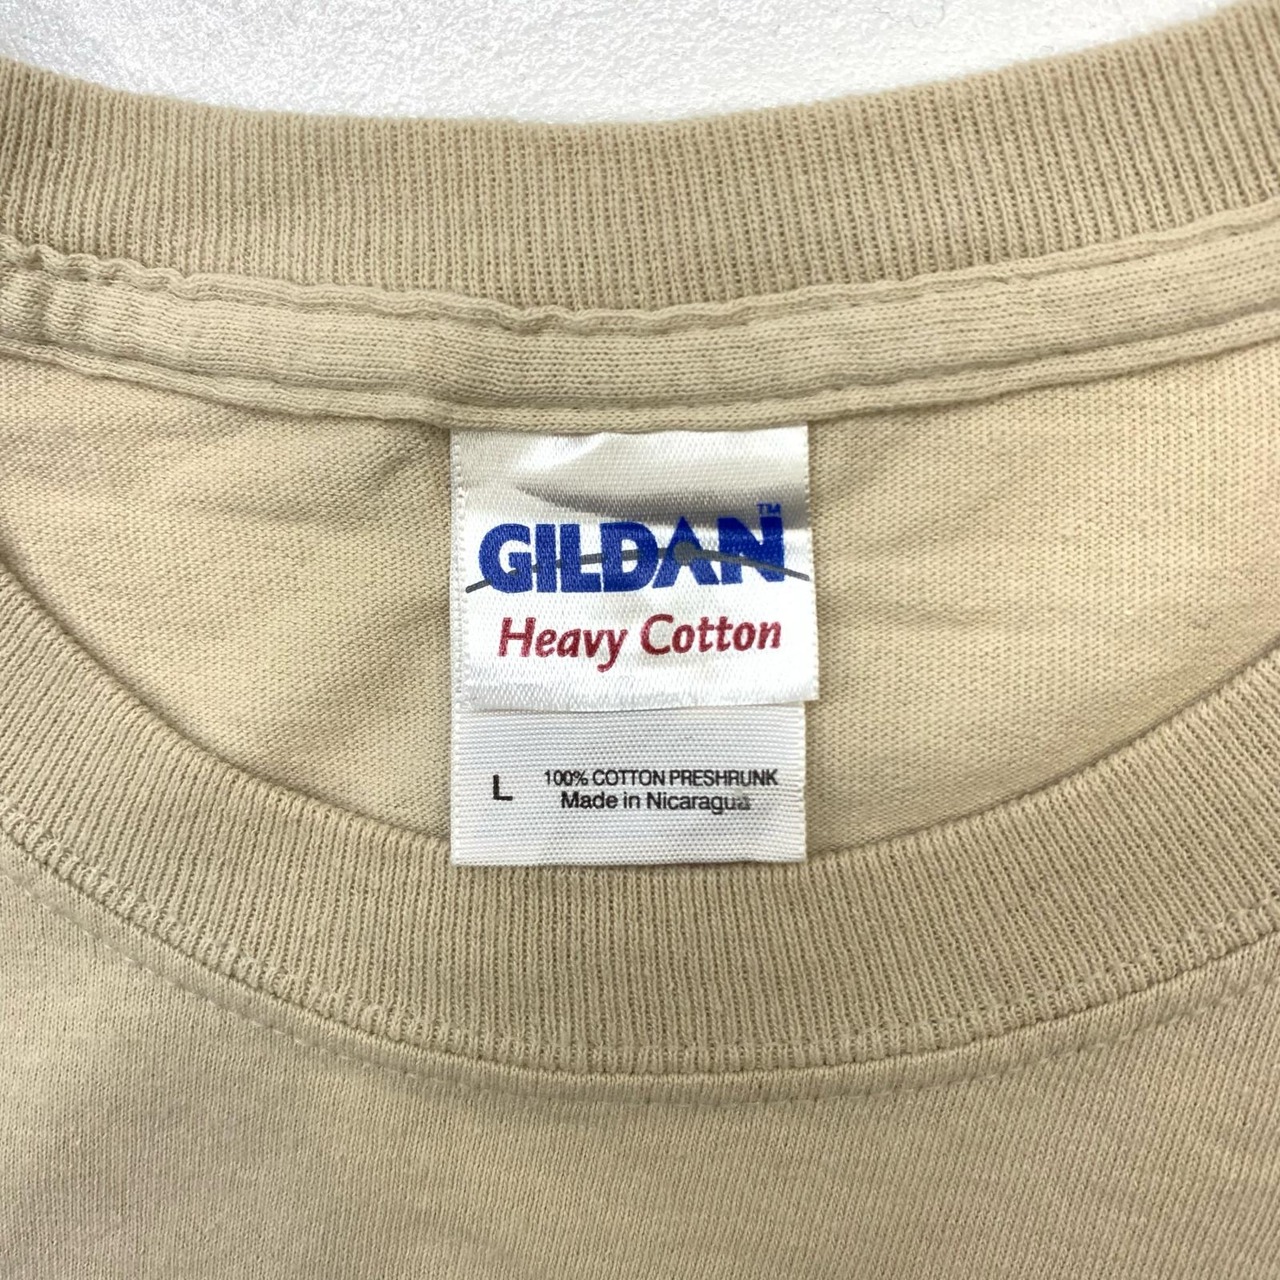 GILDAN™
Heavy Cotton
L 100% COTTON PRESHRUNK
Made in Nicaragua